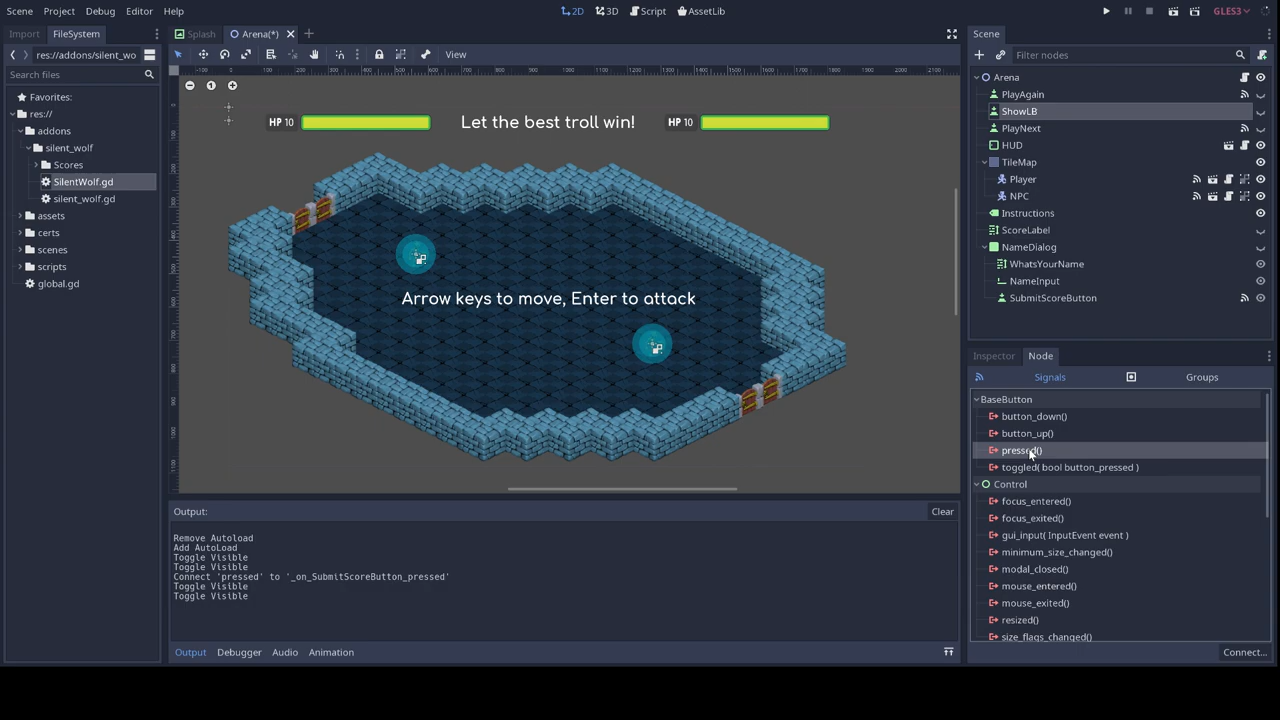 Scene Project Debug Editor Help 2D 3D Script AssetLib GLES3
Import FileSystem
res://addons/silent_wo
Search files
Favorites:
res://
addons
silent_wolf
Scores
SilentWolf.gd
silent_wolf.gd
assets
certs
scenes
scripts
global.gd
Splash Arena(*)
View
HP 10 Let the best troll win! HP 10
Arrow keys to move, Enter to attack
Output: Clear
Remove Autoload
Add AutoLoad
Toggle Visible
Toggle Visible
Connect 'pressed' to '_on_SubmitScoreButton_pressed'
Toggle Visible
Toggle Visible
Output Debugger Audio Animation
Scene
Filter nodes
Arena
PlayAgain
ShowLB
PlayNext
HUD
TileMap
Player
NPC
Instructions
ScoreLabel
NameDialog
WhatsYourName
NameInput
SubmitScoreButton
Inspector Node
Signals Groups
BaseButton
button_down()
button_up()
pressed()
toggled( bool button_pressed )
Control
focus_entered()
focus_exited()
gui_input( InputEvent event )
minimum_size_changed()
modal_closed()
mouse_entered()
mouse_exited()
resized()
size_flags_changed()
Connect...